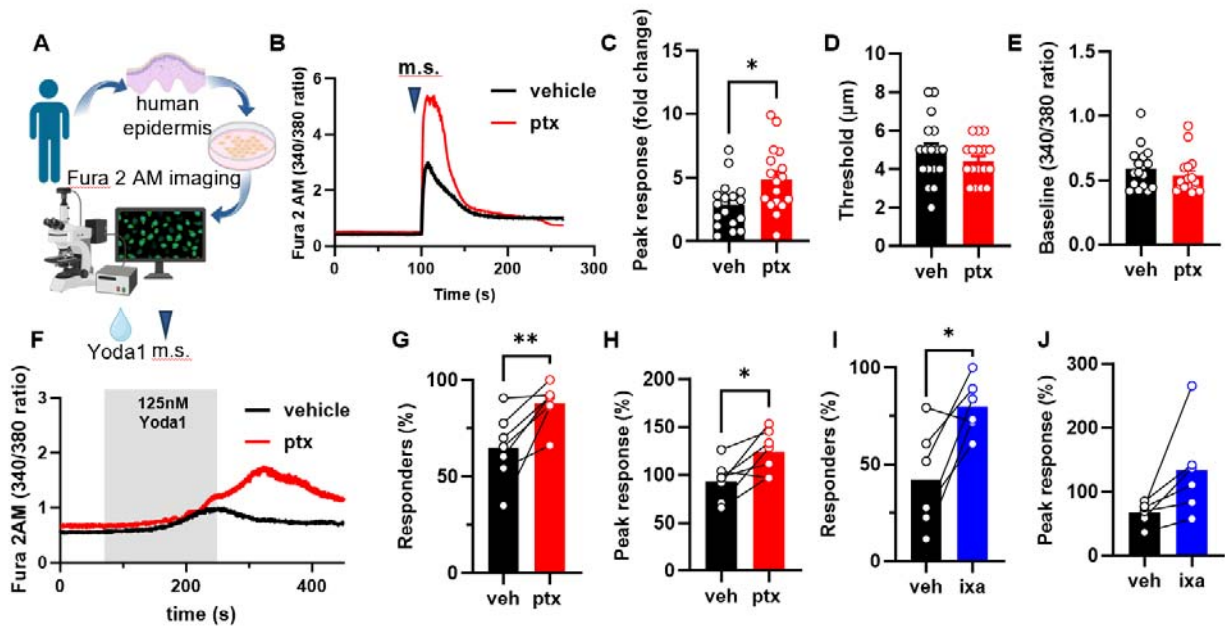 A
human
epidermis
Fura 2 AM imaging
Yoda1 m.s.
B
Fura 2 AM (340/380 ratio)
6
4
2
0
m.s.
vehicle
ptx
0 100 200 300
Time (s)
C
Peak response (fold change)
15
10
5
0
*
veh ptx
D
Threshold (µm)
10
8
6
4
2
0
veh ptx
E
Baseline (340/380 ratio)
1.5
1.0
0.5
0.0
veh ptx
F
Fura 2AM (340/380 ratio)
3
2
1
0
125nM
Yoda1
vehicle
ptx
0 200 400
time (s)
G
Responders (%)
100
50
0
**
veh ptx
H
Peak response (%)
200
150
100
50
0
*
veh ptx
I
Responders (%)
100
50
0
*
veh ixa
J
Peak response (%)
300
200
100
0
veh ixa